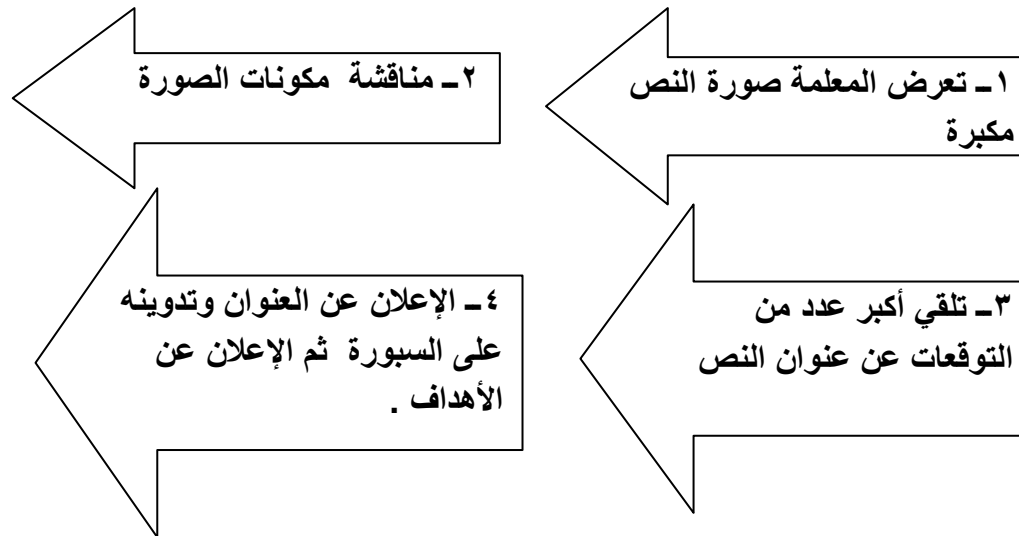 ١ـ تعرض المعلمة صورة النص
مكبرة
٢ـ مناقشة مكونات الصورة
٣ـ تلقي أكبر عدد من
التوقعات عن عنوان النص
٤ـ الإعلان عن العنوان وتدوينه
على السبورة ثم الإعلان عن
الأهداف .